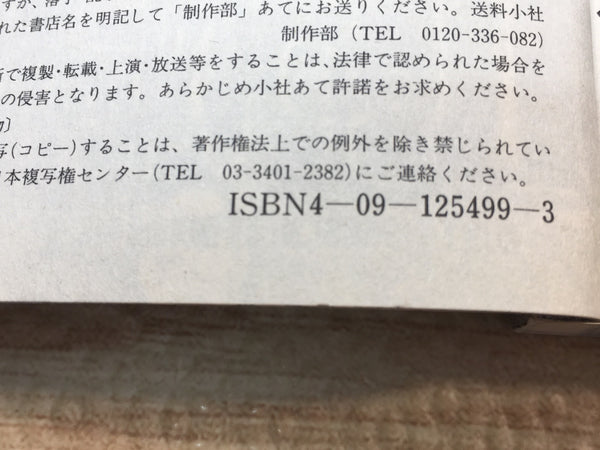 れた書店名を明記して「制作部」あてにお送りください。送料小社
制作部(TEL 0120-336-082)
で複製・転載・上演・放送等をすることは、法律で認められた場合を
の侵害となります。あらかじめ小社あて許諾をお求めください。
写(コピー)することは、著作権法上での例外を除き禁じられてい
本複写権センター(TEL 03-3401-2382)にご連絡ください。
ISBN4—09—125499—3